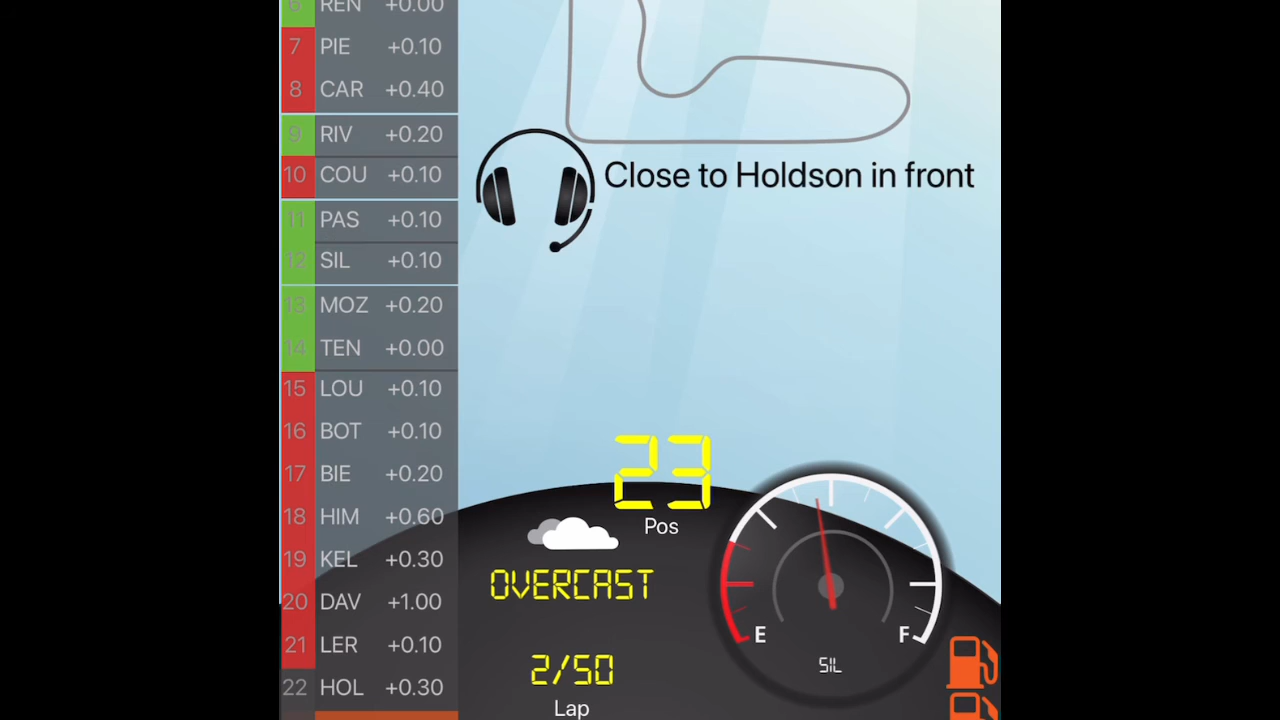 6 REN +0.00
7 PIE +0.10
8 CAR +0.40
9 RIV +0.20
10 COU +0.10
11 PAS +0.10
12 SIL +0.10
13 MOZ +0.20
14 TEN +0.00
15 LOU +0.10
16 BOT +0.10
17 BIE +0.20
18 HIM +0.60
19 KEL +0.30
20 DAV +1.00
21 LER +0.10
22 HOL +0.30
Close to Holdson in front
23
Pos
OVERCAST
2/50
Lap
E F
SIL